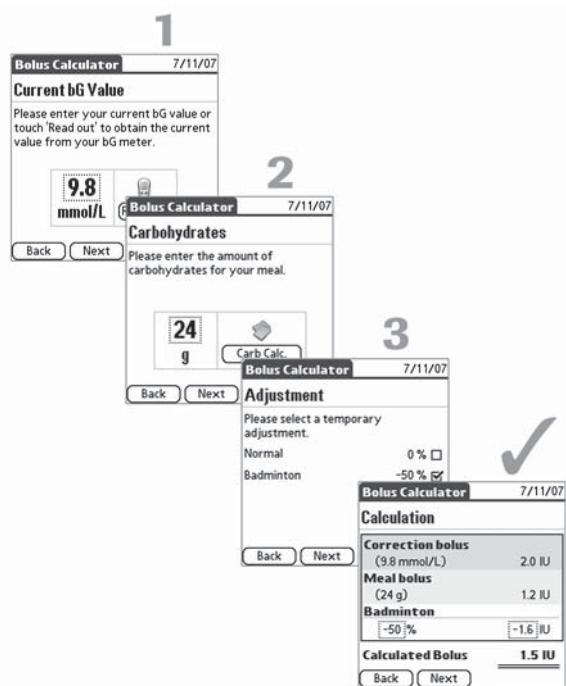 1
Bolus Calculator 7/11/07
Current bG Value
Please enter your current bG value or
touch 'Read out' to obtain the current
value from your bG meter.
9.8
mmol/L
Back Next
2
Bolus Calculator 7/11/07
Carbohydrates
Please enter the amount of
carbohydrates for your meal.
24
g Carb Calc.
Back Next
3
Bolus Calculator 7/11/07
Adjustment
Please select a temporary
adjustment.
Normal 0 %
Badminton -50 %
Back Next
Bolus Calculator 7/11/07
Calculation
Correction bolus
(9.8 mmol/L) 2.0 IU
Meal bolus
(24 g) 1.2 IU
Badminton
-50 % -1.6 IU
Calculated Bolus 1.5 IU
Back Next